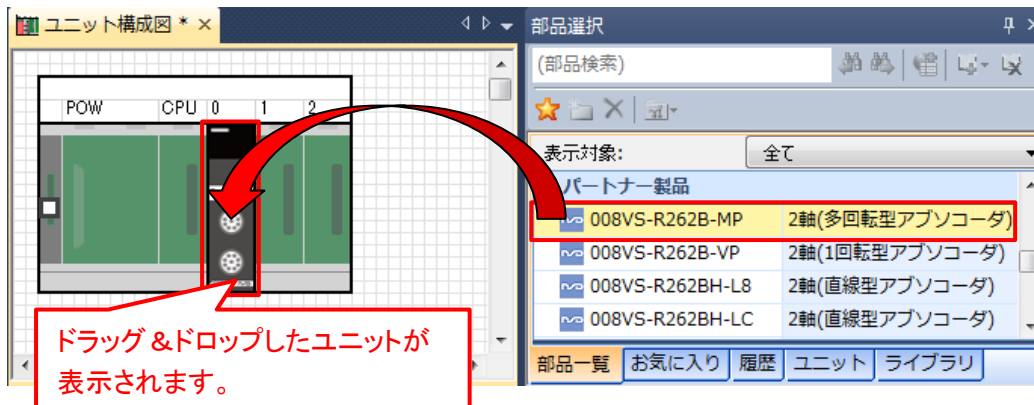 ユニット構成図 * ×
POW CPU 0 1 2
ドラッグ &ドロップしたユニットが
表示されます。
部品選択
(部品検索)
表示対象: 全て
パートナー製品
008VS-R262B-MP 2軸(多回転型アブソコーダ)
008VS-R262B-VP 2軸(1回転型アブソコーダ)
008VS-R262BH-L8 2軸(直線型アブソコーダ)
008VS-R262BH-LC 2軸(直線型アブソコーダ)
部品一覧 お気に入り 履歴 ユニット ライブラリ